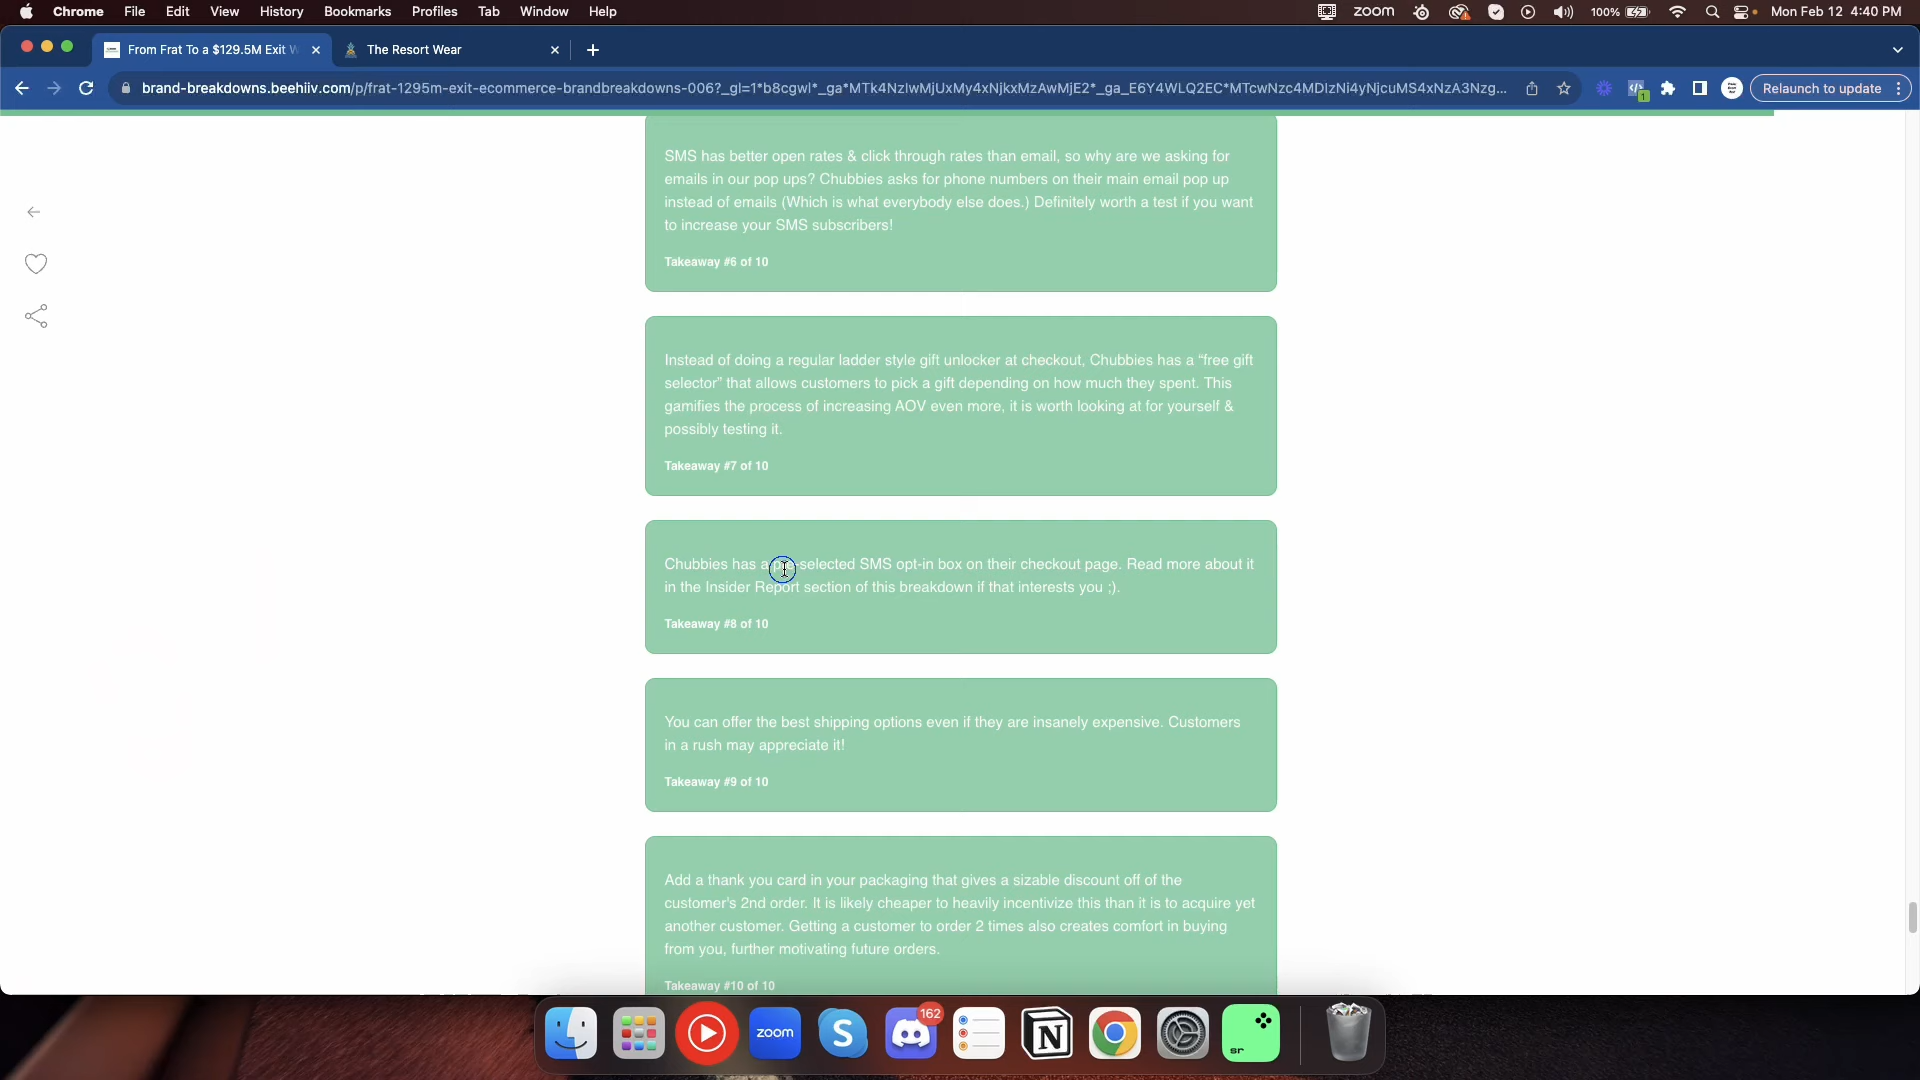 Chrome File Edit View History Bookmarks Profiles Tab Window Help
zoom 100% Mon Feb 12 4:40 PM
From Frat To a $129.5M Exit W
The Resort Wear
brand-breakdowns.beehiiv.com/p/frat-1295m-exit-ecommerce-brandbreakdowns-006?_gl=1*b8cgwl*_ga*MTk4NzIwMjUxMy4xNjkxMzAwMjE2*_ga_E6Y4WLQ2EC*MTcwNzc4MDIzNi4yNjcuMS4xNzA3Nzg...
Relaunch to update
SMS has better open rates & click through rates than email, so why are we asking for
emails in our pop ups? Chubbies asks for phone numbers on their main email pop up
instead of emails (Which is what everybody else does.) Definitely worth a test if you want
to increase your SMS subscribers!
Takeaway #6 of 10
Instead of doing a regular ladder style gift unlocker at checkout, Chubbies has a “free gift
selector” that allows customers to pick a gift depending on how much they spent. This
gamifies the process of increasing AOV even more, it is worth looking at for yourself &
possibly testing it.
Takeaway #7 of 10
Chubbies has a pre-selected SMS opt-in box on their checkout page. Read more about it
in the Insider Report section of this breakdown if that interests you ;).
Takeaway #8 of 10
You can offer the best shipping options even if they are insanely expensive. Customers
in a rush may appreciate it!
Takeaway #9 of 10
Add a thank you card in your packaging that gives a sizable discount off of the
customer's 2nd order. It is likely cheaper to heavily incentivize this than it is to acquire yet
another customer. Getting a customer to order 2 times also creates comfort in buying
from you, further motivating future orders.
Takeaway #10 of 10
162
zoom
sr